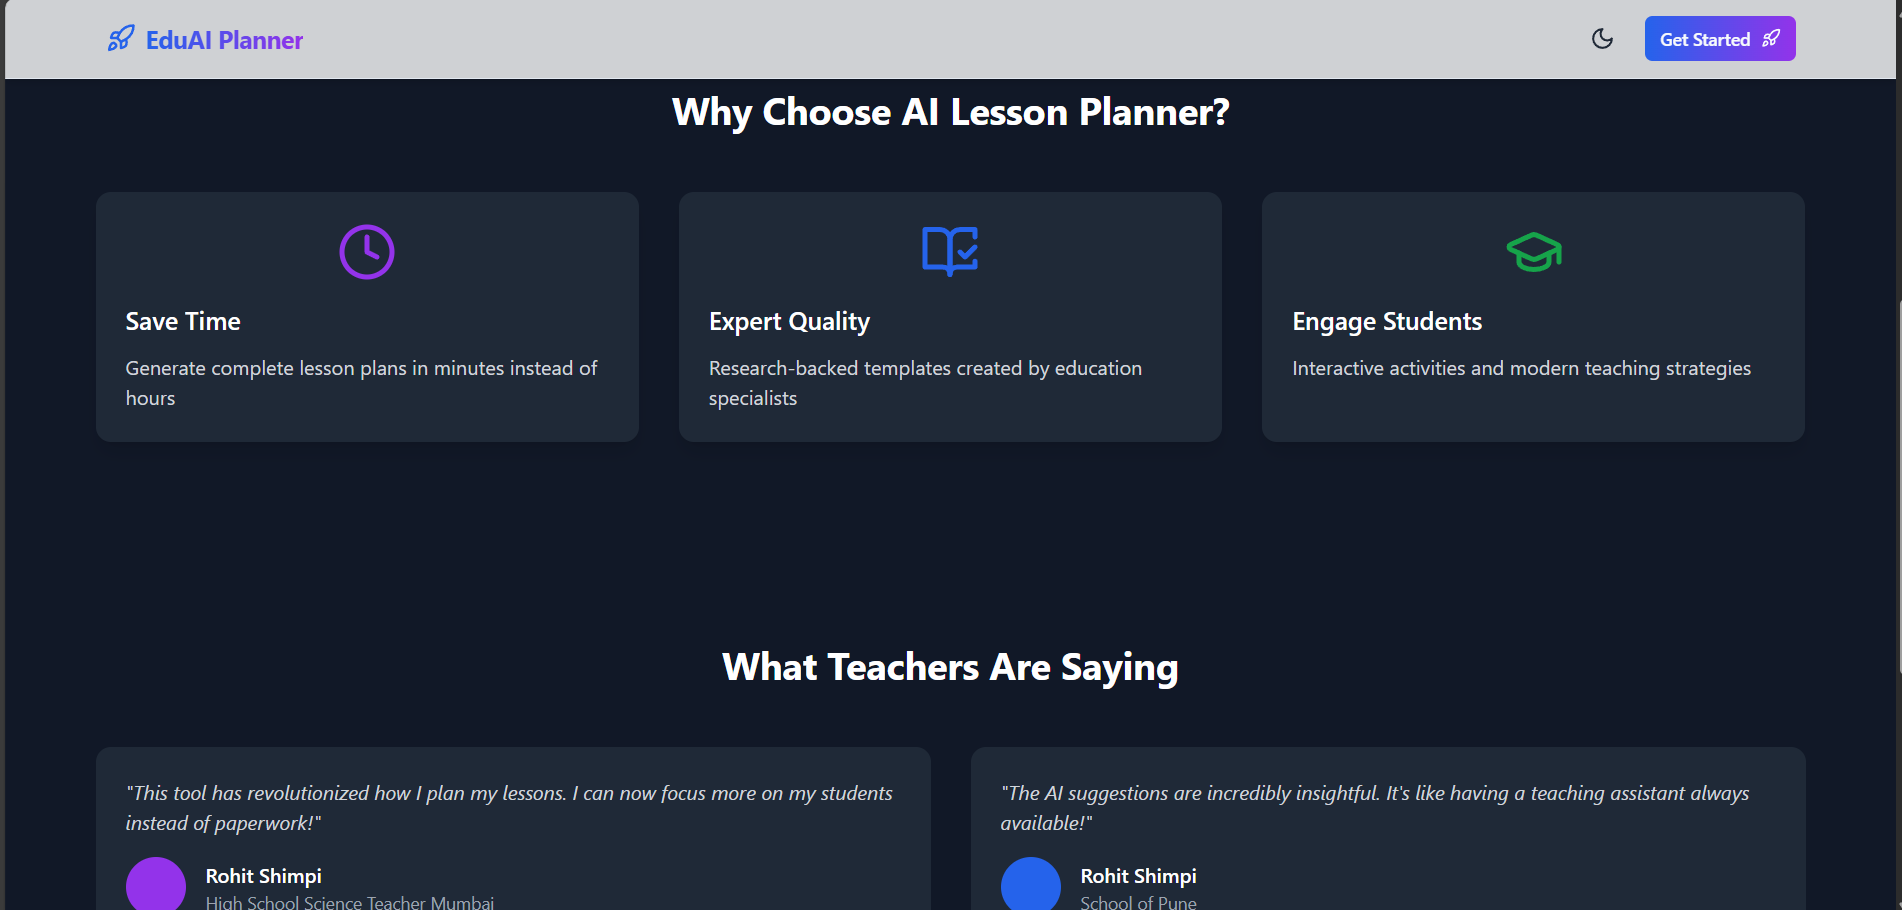 EduAI Planner
Get Started
Why Choose AI Lesson Planner?
Save Time
Generate complete lesson plans in minutes instead of
hours
Expert Quality
Research-backed templates created by education
specialists
Engage Students
Interactive activities and modern teaching strategies
What Teachers Are Saying
"This tool has revolutionized how I plan my lessons. I can now focus more on my students
instead of paperwork!"
Rohit Shimpi
High School Science Teacher Mumbai
"The AI suggestions are incredibly insightful. It's like having a teaching assistant always
available!"
Rohit Shimpi
School of Pune